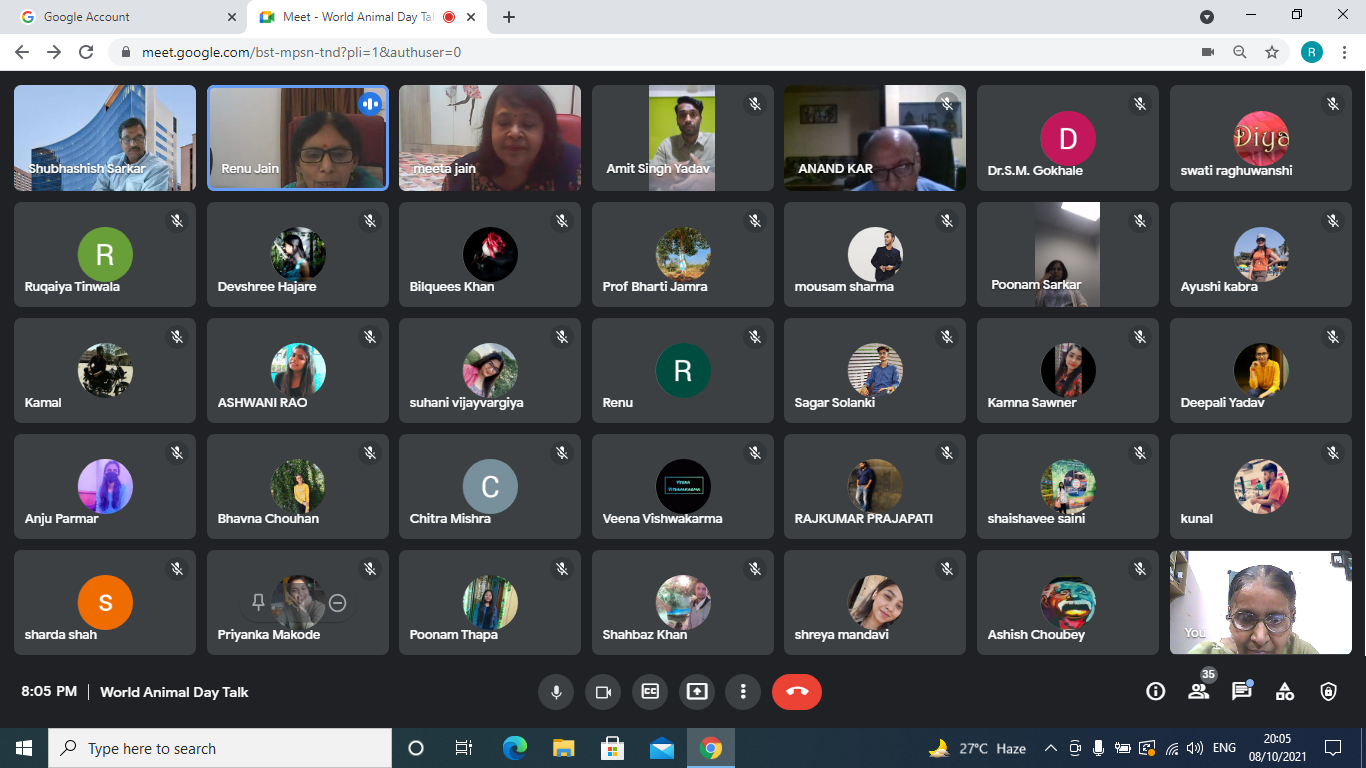 Google Account
Meet - World Animal Day Ta
meet.google.com/bst-mpsn-tnd?pli=1&authuser=0
R
Shubhashish Sarkar
Renu Jain
meeta jain
Amit Singh Yadav
ANAND KAR
D
Dr.S.M. Gokhale
Diya
swati raghuwanshi
R
Ruqaiya Tinwala
Devshree Hajare
Bilquees Khan
Prof Bharti Jamra
mousam sharma
Poonam Sarkar
Ayushi kabra
Kamal
ASHWANI RAO
suhani vijayvargiya
R
Renu
Sagar Solanki
Kamna Sawner
Deepali Yadav
Anju Parmar
Bhavna Chouhan
C
Chitra Mishra
Veena Vishwakarma
RAJKUMAR PRAJAPATI
shaishavee saini
kunal
s
sharda shah
Priyanka Makode
Poonam Thapa
Shahbaz Khan
shreya mandavi
Ashish Choubey
You
8:05 PM | World Animal Day Talk
CC
35
Type here to search
27°C Haze
ENG
20:05
08/10/2021